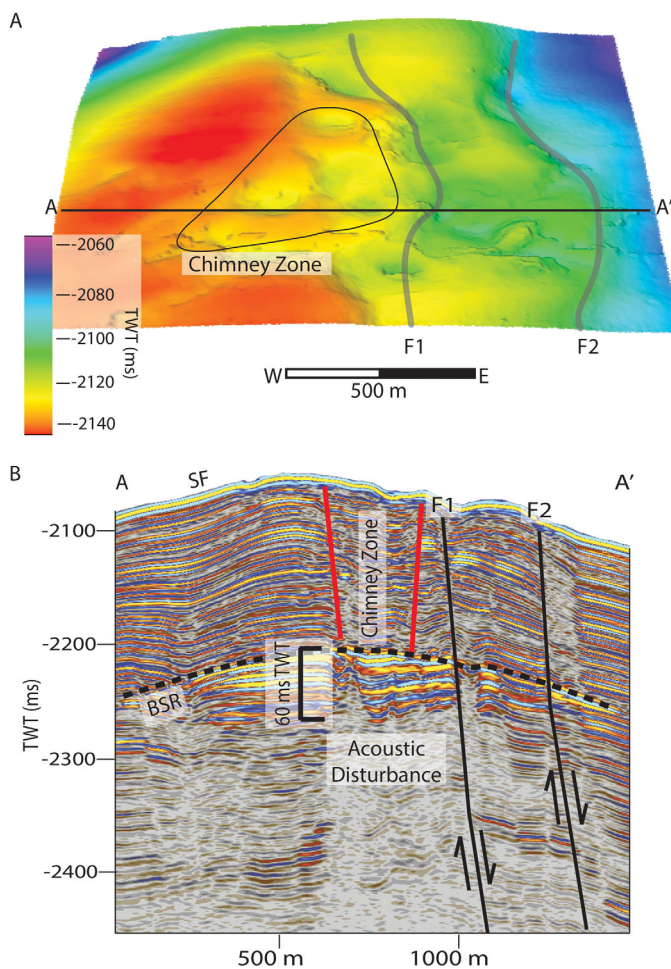 A
A
A'
Chimney Zone
-2060
-2080
-2100
-2120
-2140
TWT (ms)
F1
F2
W
E
500 m
B
A
SF
A'
F1
F2
-2100
-2200
-2300
-2400
TWT (ms)
Chimney Zone
60 ms TWT
BSR
Acoustic
Disturbance
500 m
1000 m